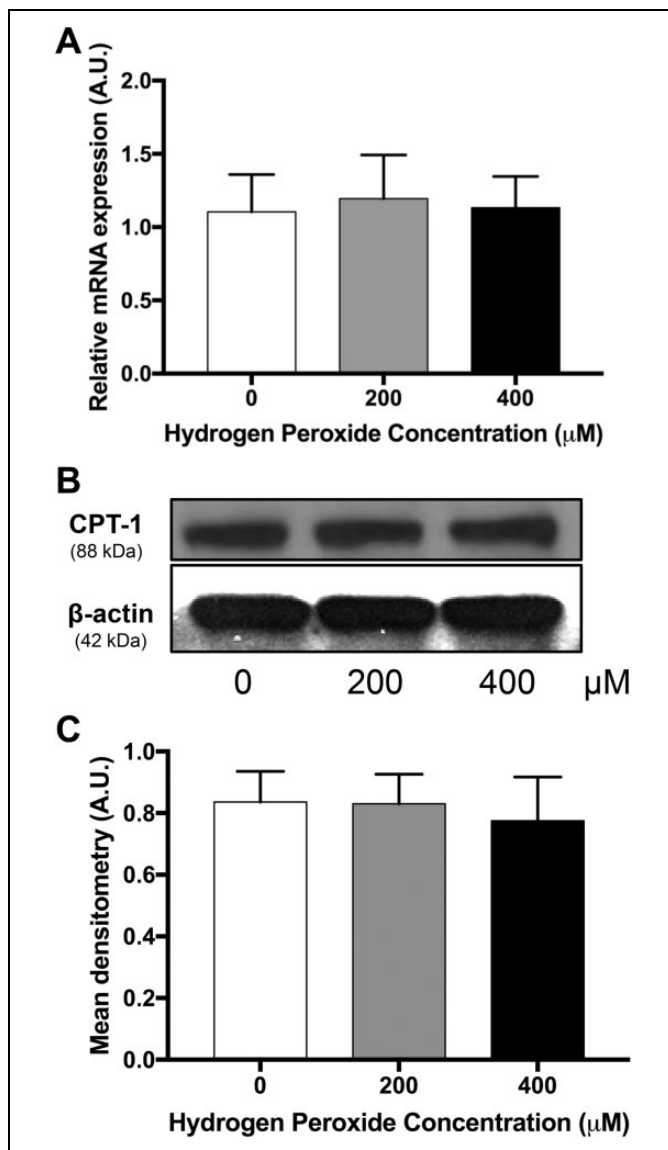 A
Relative mRNA expression (A.U.)
2.0
1.5
1.0
0.5
0.0
0 200 400
Hydrogen Peroxide Concentration (μM)
B
CPT-1
(88 kDa)
β-actin
(42 kDa)
0 200 400 μM
C
Mean densitometry (A.U.)
1.0
0.8
0.6
0.4
0.2
0.0
0 200 400
Hydrogen Peroxide Concentration (μM)